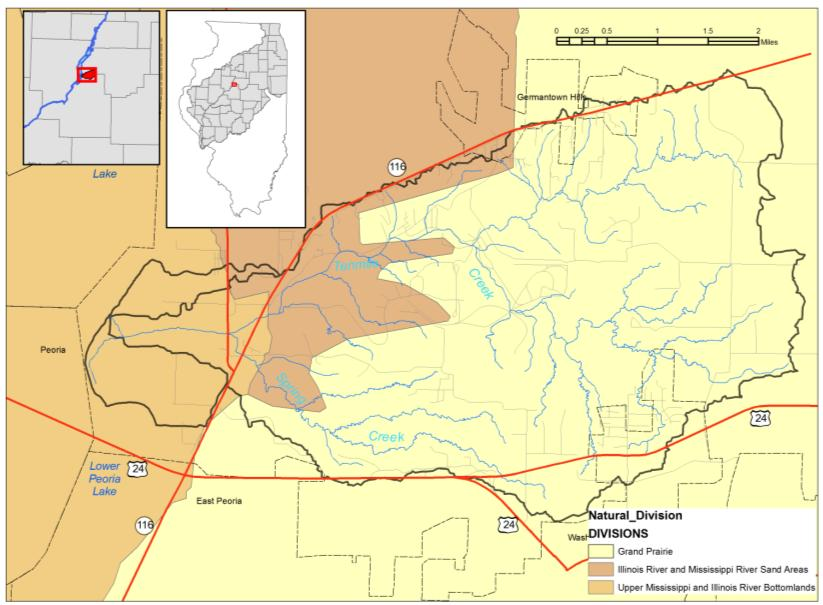 0 0.25 0.5 1 1.5 2
Miles
Germantown Hills
Lake
116
Tenmile
Creek
Peoria
Spring
Creek
24
Lower
Peoria
Lake
24
East Peoria
116
24
Wash
Natural_Division
DIVISIONS
Grand Prairie
Illinois River and Mississippi River Sand Areas
Upper Mississippi and Illinois River Bottomlands